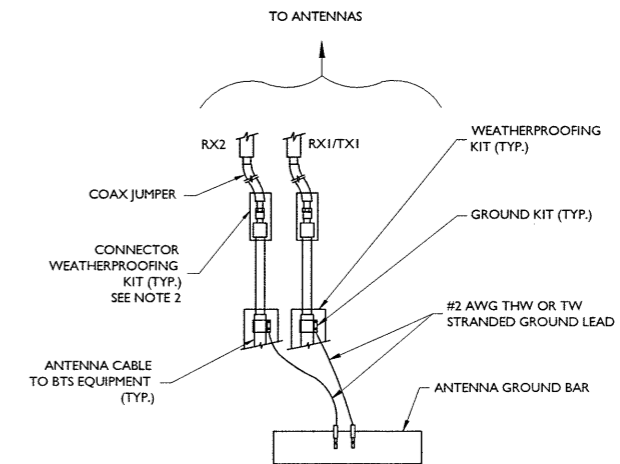 TO ANTENNAS
RX2
RX1/TX1
WEATHERPROOFING
KIT (TYP.)
COAX JUMPER
GROUND KIT (TYP.)
CONNECTOR
WEATHERPROOFING
KIT (TYP.)
SEE NOTE 2
#2 AWG THW OR TW
STRANDED GROUND LEAD
ANTENNA CABLE
TO BTS EQUIPMENT
(TYP.)
ANTENNA GROUND BAR